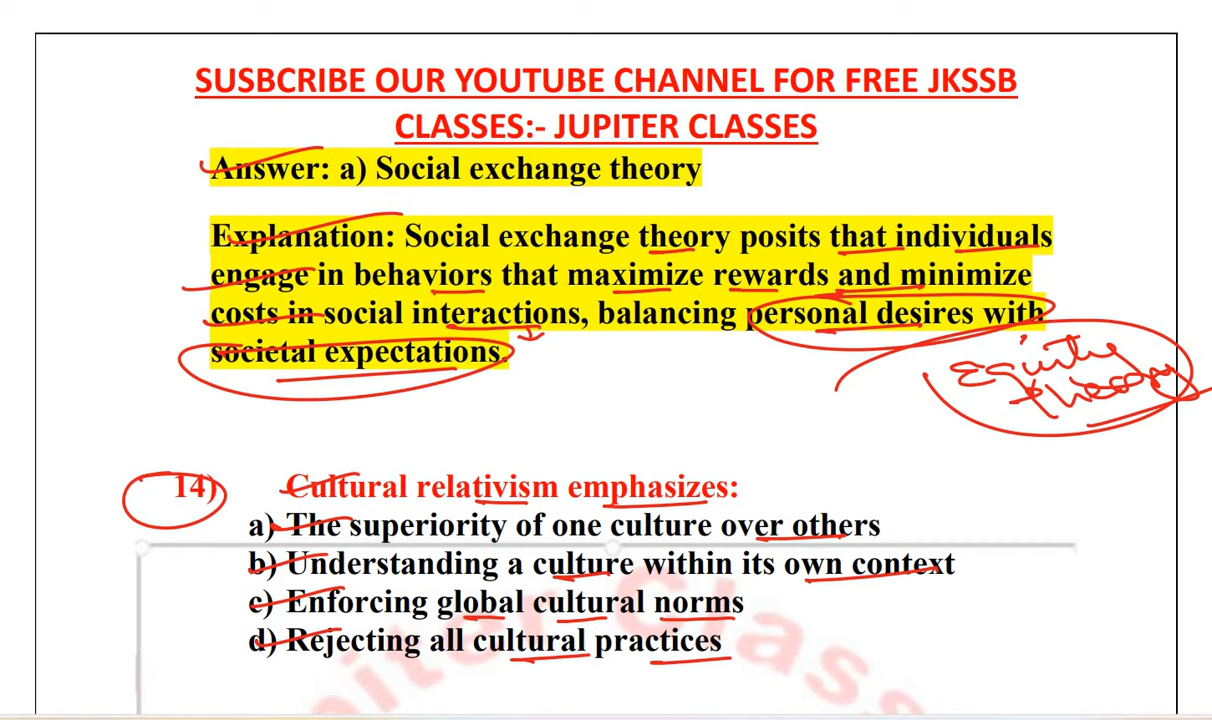 SUSBCRIBE OUR YOUTUBE CHANNEL FOR FREE JKSSB
CLASSES:- JUPITER CLASSES
Answer: a) Social exchange theory
Explanation: Social exchange theory posits that individuals
engage in behaviors that maximize rewards and minimize
costs in social interactions, balancing personal desires with
societal expectations.
Equity
theory
14) Cultural relativism emphasizes:
a) The superiority of one culture over others
b) Understanding a culture within its own context
c) Enforcing global cultural norms
d) Rejecting all cultural practices